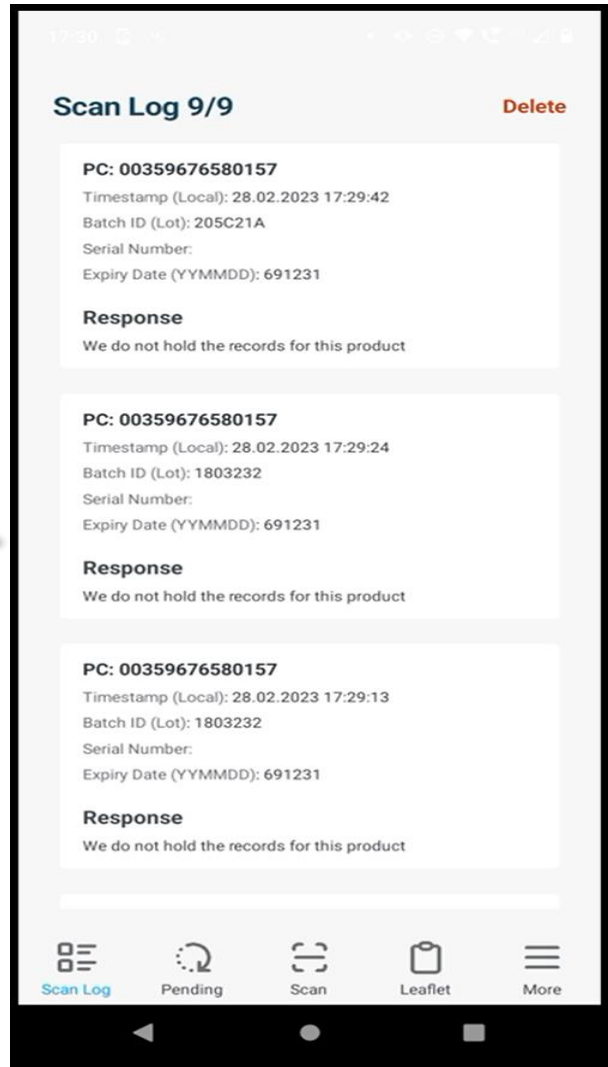 17:30
Scan Log 9/9
Delete
PC: 00359676580157
Timestamp (Local): 28.02.2023 17:29:42
Batch ID (Lot): 205C21A
Serial Number:
Expiry Date (YYMMDD): 691231
Response
We do not hold the records for this product
PC: 00359676580157
Timestamp (Local): 28.02.2023 17:29:24
Batch ID (Lot): 1803232
Serial Number:
Expiry Date (YYMMDD): 691231
Response
We do not hold the records for this product
PC: 00359676580157
Timestamp (Local): 28.02.2023 17:29:13
Batch ID (Lot): 1803232
Serial Number:
Expiry Date (YYMMDD): 691231
Response
We do not hold the records for this product
Scan Log
Pending
Scan
Leaflet
More